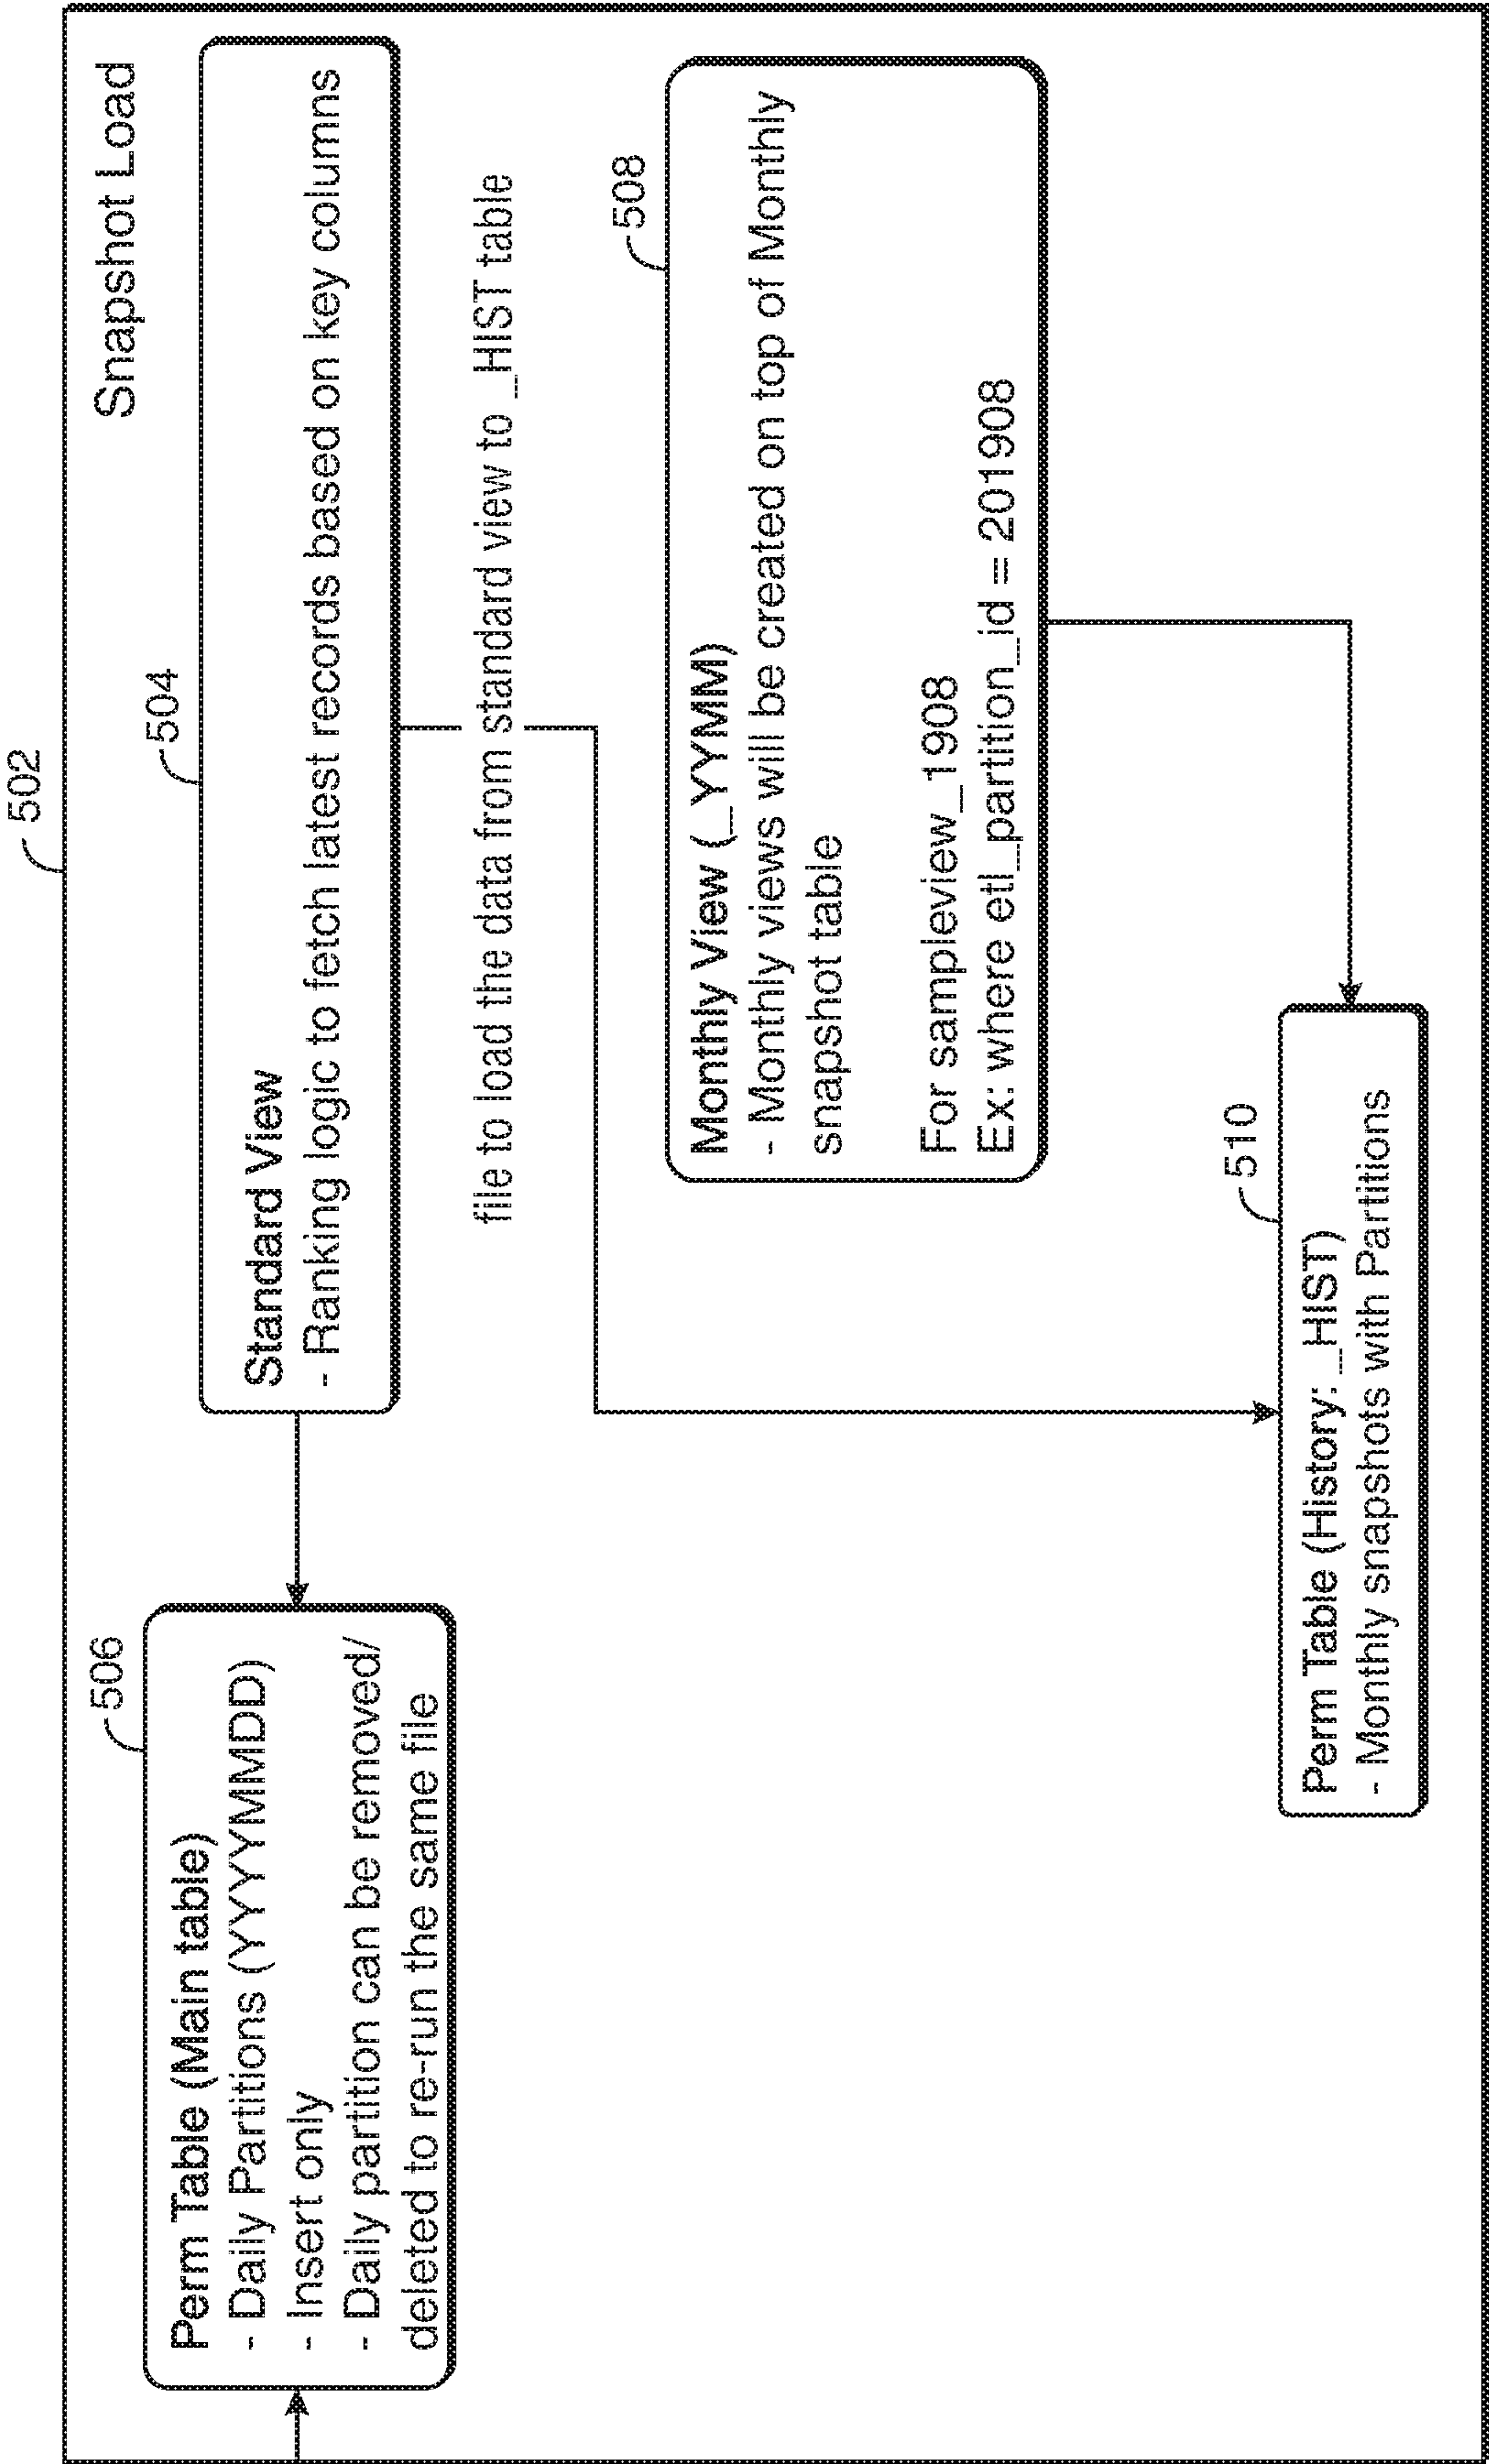 502
Snapshot Load
506
Perm Table (Main table)
- Daily Partitions (YYYYMMDD)
- Insert only
- Daily partition can be removed/
deleted to re-run the same file
504
Standard View
- Ranking logic to fetch latest records based on key columns
file to load the data from standard view to _HIST table
508
Monthly View (_YYMM)
- Monthly views will be created on top of Monthly
snapshot table
For sampleview_1908
Ex: where etl_partition_id = 201908
510
Perm Table (History: _HIST)
- Monthly snapshots with Partitions